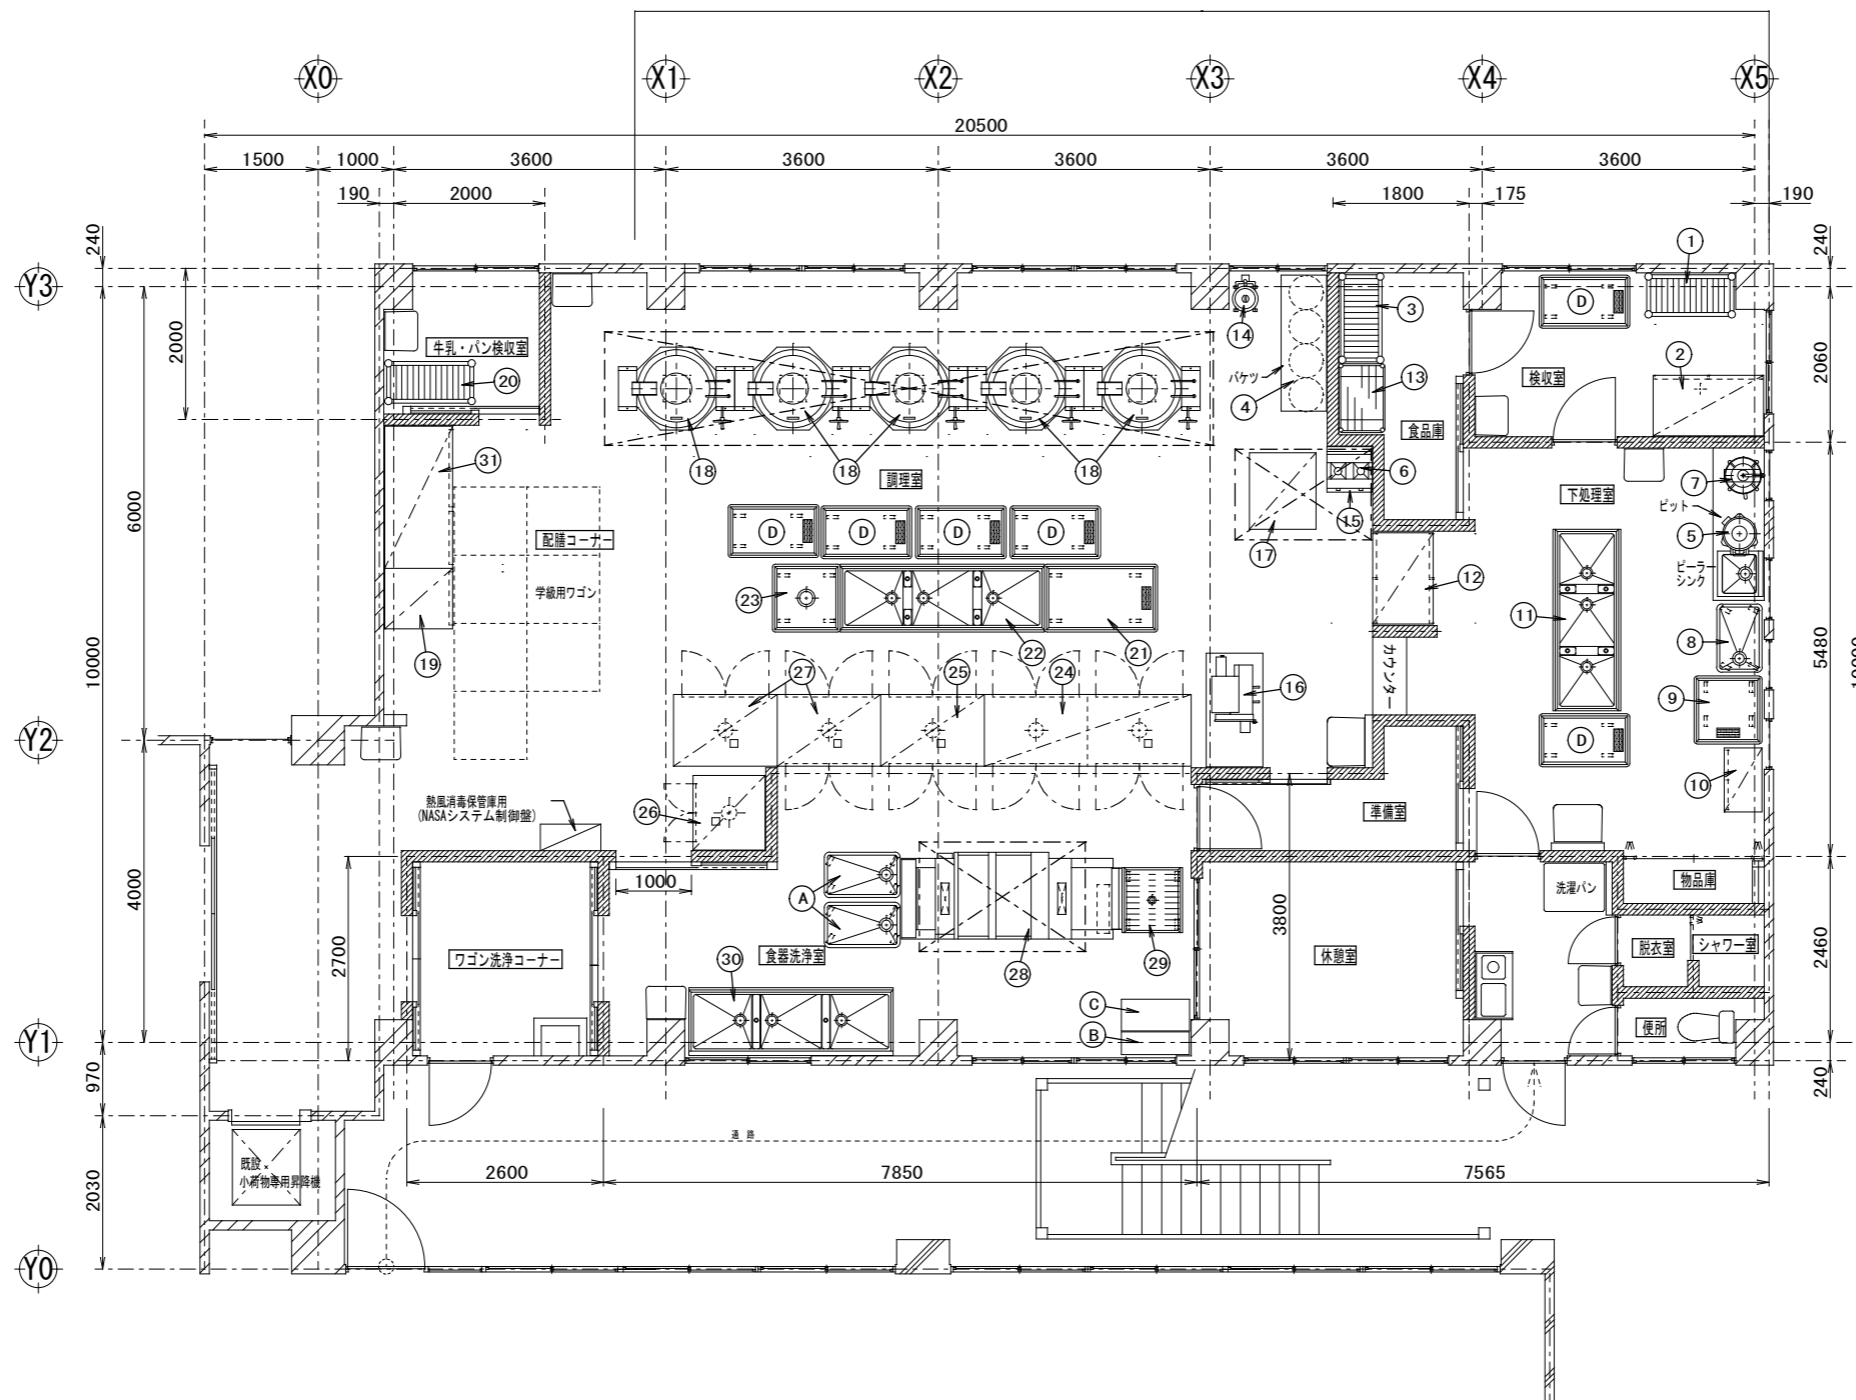 X0 X1 X2 X3 X4 X5
20500
1500 1000 3600 3600 3600 3600 3600
190 2000 1800 175 190
240 240
Y3
①
D
③ ②
⑭
2000 2060
牛乳・パン検収室
⑳
バケツ
④
⑬
検収室
食品庫
⑱ ⑱ ⑱
㉛
調理室
⑥
⑮
⑰
下処理室
⑦
ピット
⑤
ピーラー
シンク
6000
10000
配膳コーナー
学級用ワゴン
D D D D
㉓ ㉒ ㉑
⑫
⑪
⑧
5480
10000
⑲
カウンター
㉗ ㉕ ㉔
⑯
⑨
D
⑩
Y2
熱風消毒保管庫用
(NASAシステム制御盤)
㉖
準備室
4000
1000
A
3800
物品庫
洗濯パン
2700
ワゴン洗浄コーナー
食器洗浄室
㉘ ㉙
休憩室
脱衣室 シャワー室
2460
㉚
C
B
便所
Y1
970
240
通路
既設
小荷物専用昇降機
2030
2600 7850 7565
Y0